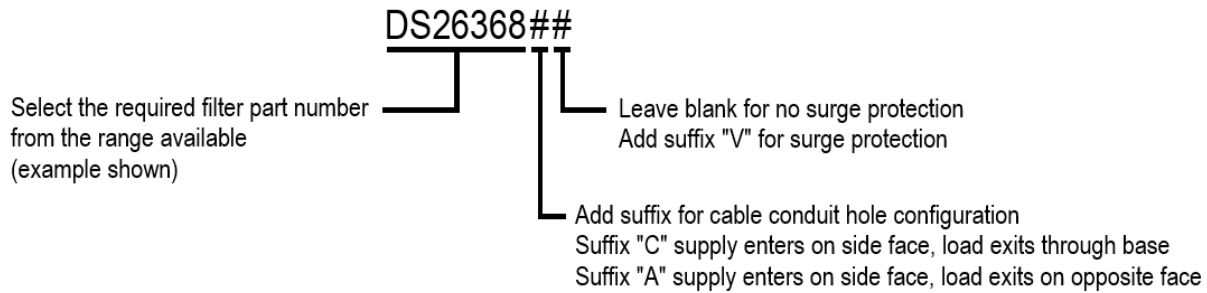 DS26368##
Select the required filter part number
from the range available
(example shown)
Leave blank for no surge protection
Add suffix "V" for surge protection
Add suffix for cable conduit hole configuration
Suffix "C" supply enters on side face, load exits through base
Suffix "A" supply enters on side face, load exits on opposite face